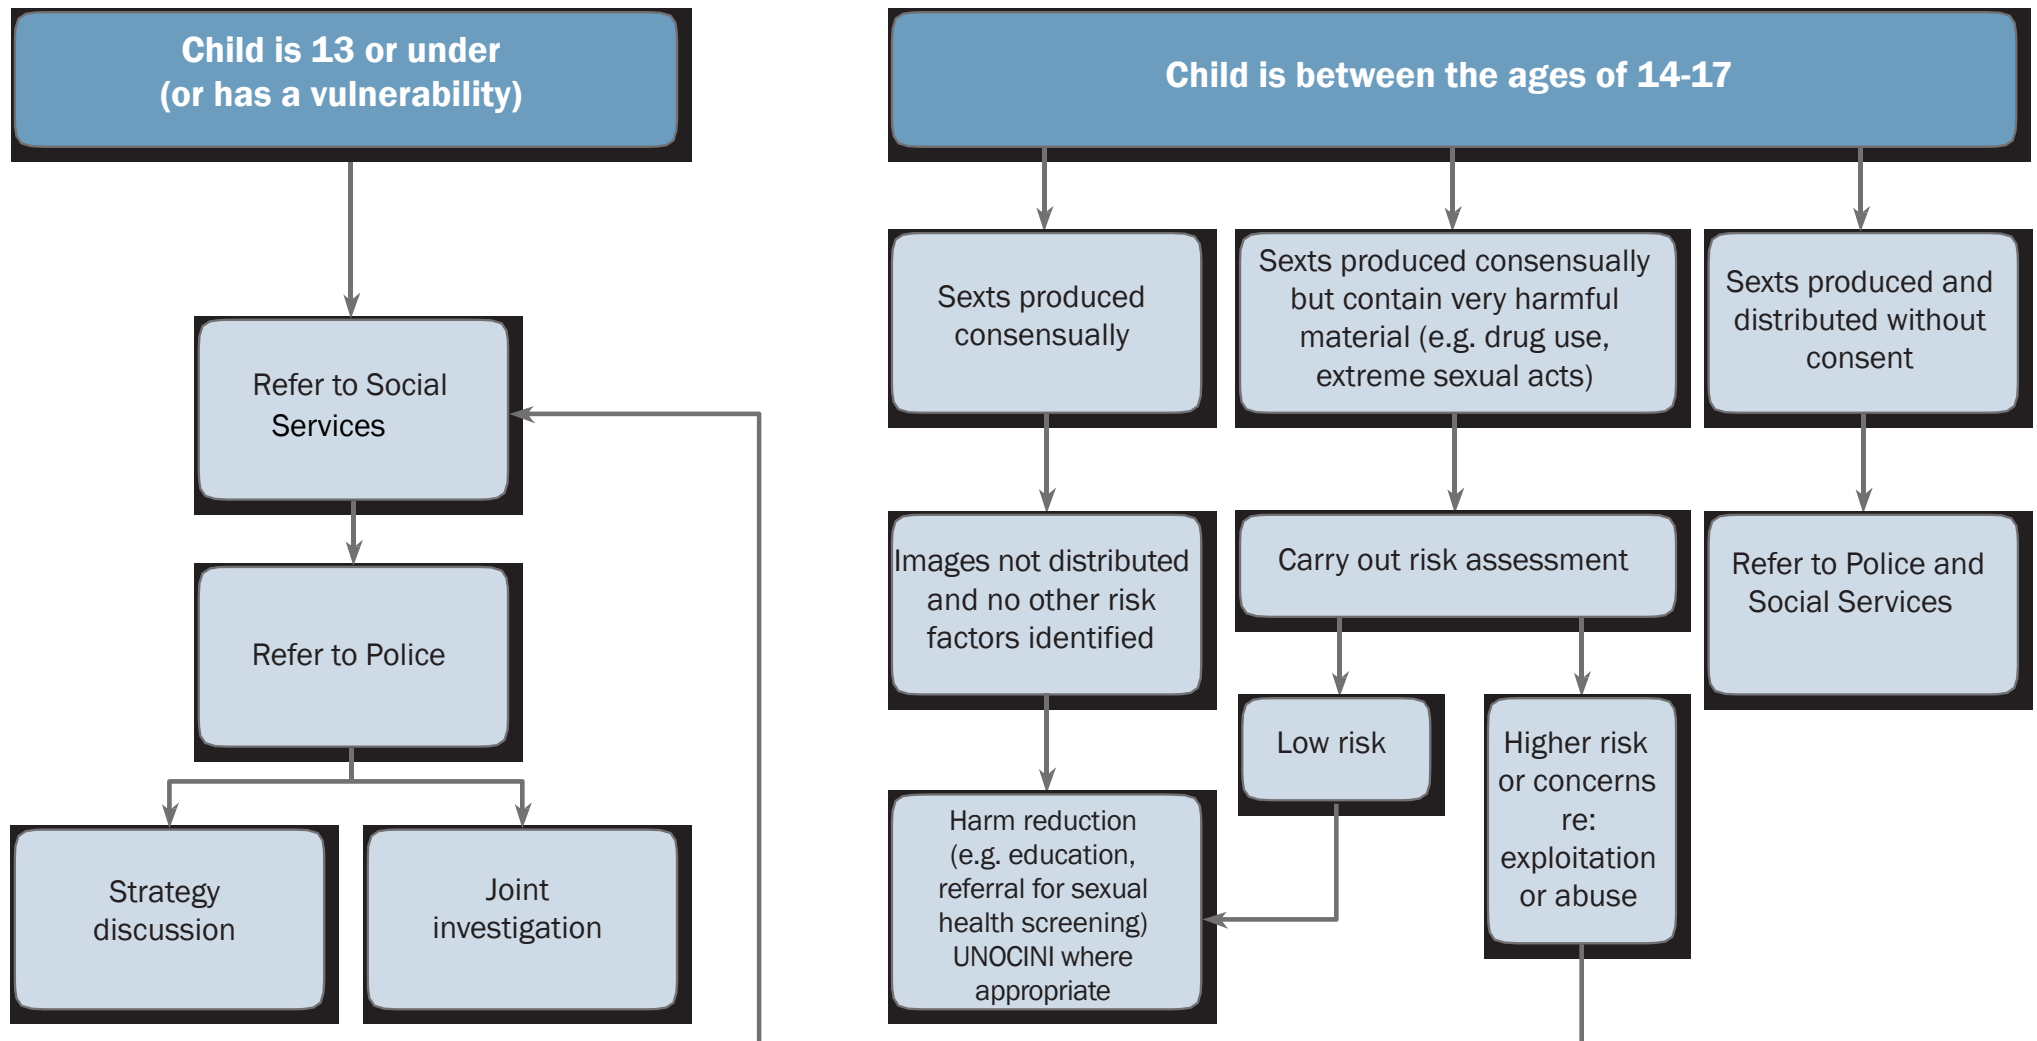 Child is 13 or under
(or has a vulnerability)
Refer to Social
Services
Refer to Police
Strategy
discussion
Joint
investigation
Child is between the ages of 14-17
Sexts produced
consensually
Images not distributed
and no other risk
factors identified
Harm reduction
(e.g. education,
referral for sexual
health screening)
UNOCINI where
appropriate
Sexts produced consensually
but contain very harmful
material (e.g. drug use,
extreme sexual acts)
Carry out risk assessment
Low risk
Higher risk
or concerns
re:
exploitation
or abuse
Sexts produced and
distributed without
consent
Refer to Police and
Social Services